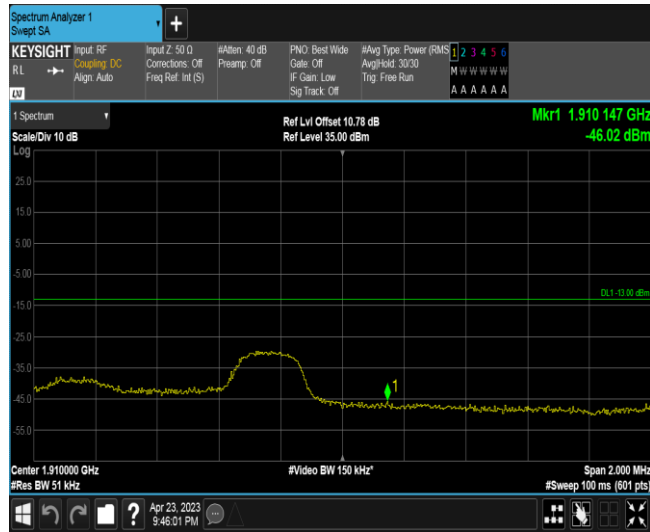 Spectrum Analyzer 1
Swept SA
KEYSIGHT
RL
LXI
Input: RF
Coupling: DC
Align: Auto
Input Z: 50 Ω
Corrections: Off
Freq Ref: Int (S)
#Atten: 40 dB
Preamp: Off
PNO: Best Wide
Gate: Off
IF Gain: Low
Sig Track: Off
#Avg Type: Power (RMS
Avg|Hold: 30/30
Trig: Free Run
1 2 3 4 5 6
M W W W W W
A A A A A A
1 Spectrum
Scale/Div 10 dB
Ref Lvl Offset 10.78 dB
Ref Level 35.00 dBm
Mkr1 1.910 147 GHz
-46.02 dBm
Log
25.0
15.0
5.00
-5.00
DL1 -13.00 dBm
-15.0
-25.0
-35.0
1
-45.0
-55.0
Center 1.910000 GHz
#Res BW 51 kHz
#Video BW 150 kHz*
Span 2.000 MHz
#Sweep 100 ms (601 pts)
?
Apr 23, 2023
9:46:01 PM